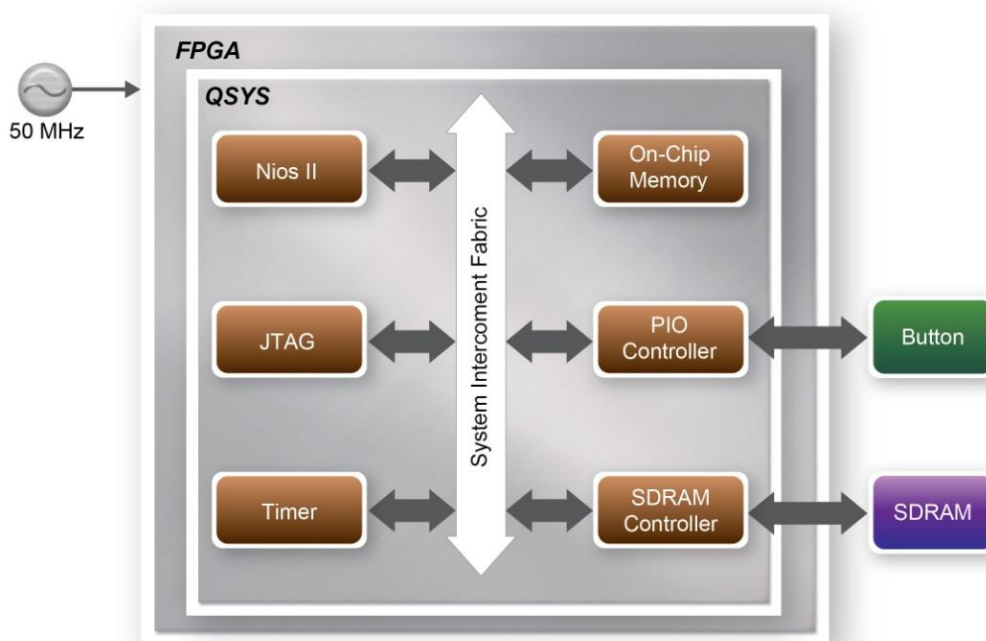 FPGA
QSYS
50 MHz
Nios II
On-Chip
Memory
System Intercoment Fabric
JTAG
PIO
Controller
Button
Timer
SDRAM
Controller
SDRAM